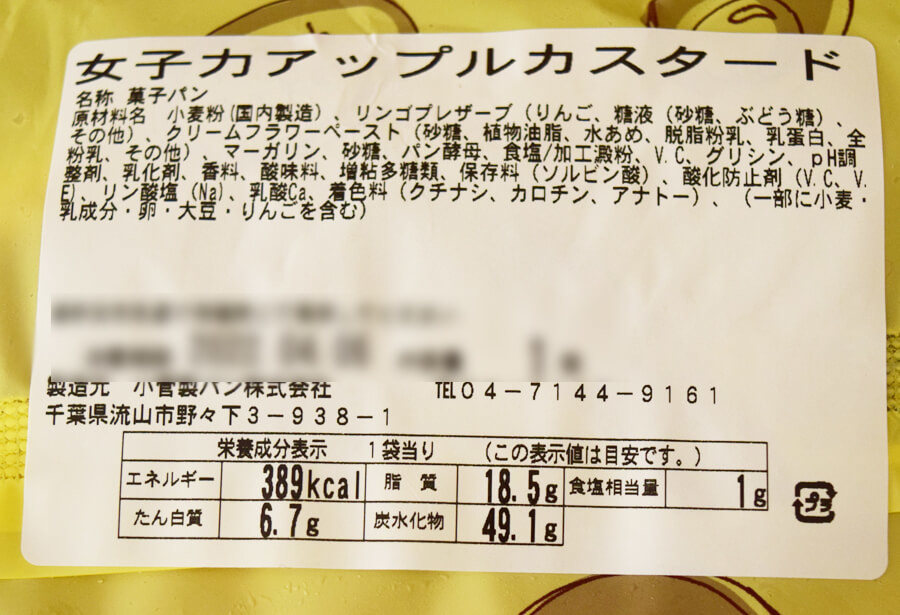 女子力アップルカスタード
名称 菓子パン
原材料名 小麦粉(国内製造)、リンゴプレザーブ(りんご、糖液(砂糖、ぶどう糖)、
その他)、クリームフラワーペースト(砂糖、植物油脂、水あめ、脱脂粉乳、乳蛋白、全
粉乳、その他)、マーガリン、砂糖、パン酵母、食塩/加工澱粉、V.C、グリシン、pH調
整剤、乳化剤、香料、酸味料、増粘多糖類、保存料(ソルビン酸)、酸化防止剤(V.C、V.
E)、リン酸塩(Na)、乳酸Ca、着色料(クチナシ、カロチン、アナトー)、(一部に小麦・
乳成分・卵・大豆・りんごを含む)
製造元 小菅製パン株式会社 TEL04-7144-9161
千葉県流山市野々下3-938-1
栄養成分表示 1袋当り (この表示値は目安です。)
エネルギー 389kcal 脂質 18.5g 食塩相当量 1g
たん白質 6.7g 炭水化物 49.1g
プラ